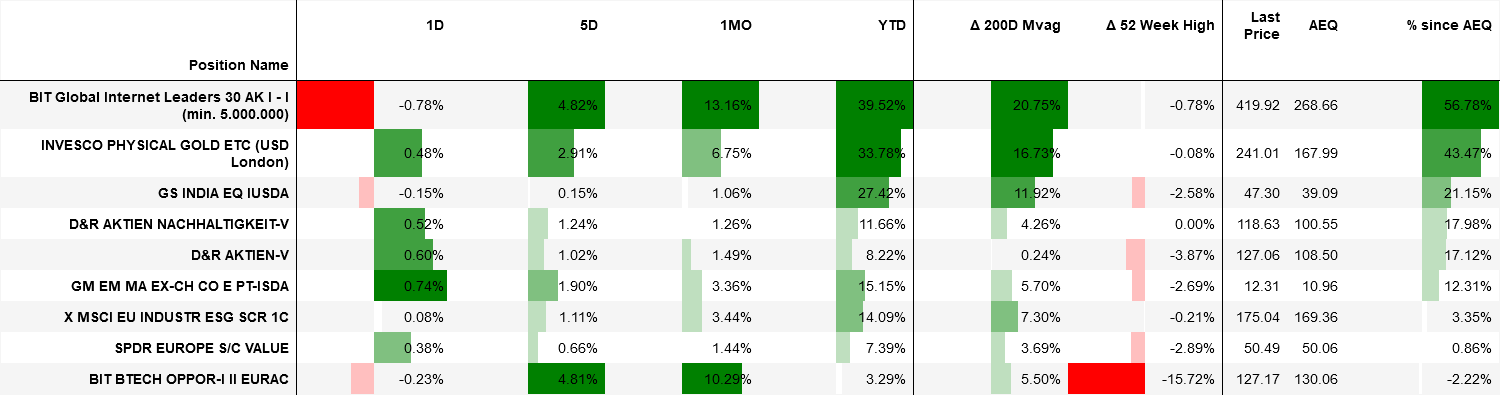 1D 5D 1MO YTD Δ 200D Mvag Δ 52 Week High Last AEQ % since AEQ
Price
Position Name
BIT Global Internet Leaders 30 AK I - I -0.78% 4.82% 13.16% 39.52% 20.75% -0.78% 419.92 268.66 56.78%
(min. 5.000.000)
INVESCO PHYSICAL GOLD ETC (USD 0.48% 2.91% 6.75% 33.78% 16.73% -0.08% 241.01 167.99 43.47%
London)
GS INDIA EQ IUSDA -0.15% 0.15% 1.06% 27.42% 11.92% -2.58% 47.30 39.09 21.15%
D&R AKTIEN NACHHALTIGKEIT-V 0.52% 1.24% 1.26% 11.66% 4.26% 0.00% 118.63 100.55 17.98%
D&R AKTIEN-V 0.60% 1.02% 1.49% 8.22% 0.24% -3.87% 127.06 108.50 17.12%
GM EM MA EX-CH CO E PT-ISDA 0.74% 1.90% 3.36% 15.15% 5.70% -2.69% 12.31 10.96 12.31%
X MSCI EU INDUSTR ESG SCR 1C 0.08% 1.11% 3.44% 14.09% 7.30% -0.21% 175.04 169.36 3.35%
SPDR EUROPE S/C VALUE 0.38% 0.66% 1.44% 7.39% 3.69% -2.89% 50.49 50.06 0.86%
BIT BTECH OPPOR-I II EURAC -0.23% 4.81% 10.29% 3.29% 5.50% -15.72% 127.17 130.06 -2.22%